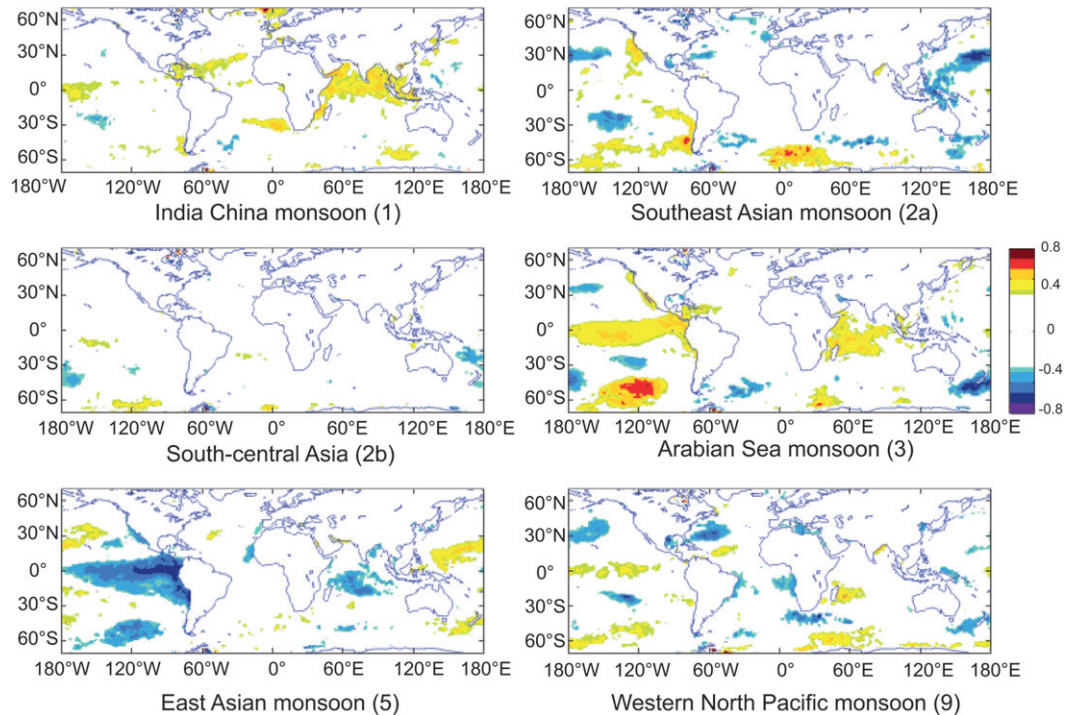 60°N
30°N
0°
30°S
60°S
180°W 120°W 60°W 0° 60°E 120°E 180°E
India China monsoon (1)
60°N
30°N
0°
30°S
60°S
180°W 120°W 60°W 0° 60°E 120°E 180°E
Southeast Asian monsoon (2a)
60°N
30°N
0°
30°S
60°S
180°W 120°W 60°W 0° 60°E 120°E 180°E
South-central Asia (2b)
60°N
30°N
0°
30°S
60°S
180°W 120°W 60°W 0° 60°E 120°E 180°E
Arabian Sea monsoon (3)
0.8
0.4
0
-0.4
-0.8
60°N
30°N
0°
30°S
60°S
180°W 120°W 60°W 0° 60°E 120°E 180°E
East Asian monsoon (5)
60°N
30°N
0°
30°S
60°S
180°W 120°W 60°W 0° 60°E 120°E 180°E
Western North Pacific monsoon (9)